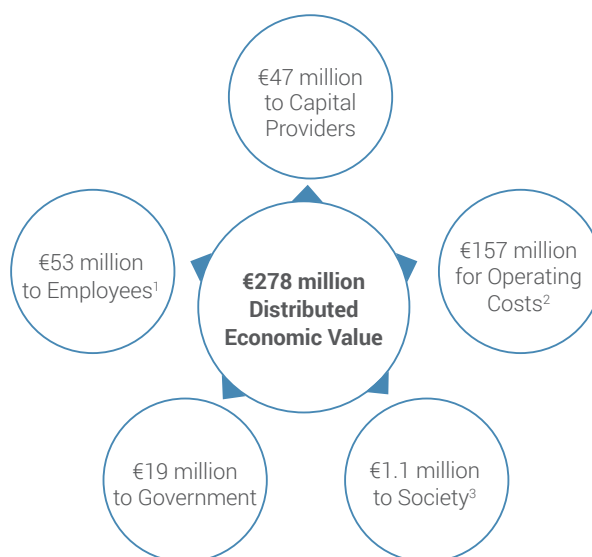 €47 million
to Capital
Providers
€53 million
to Employees¹
€278 million
Distributed
Economic Value
€157 million
for Operating
Costs²
€19 million
to Government
€1.1 million
to Society³